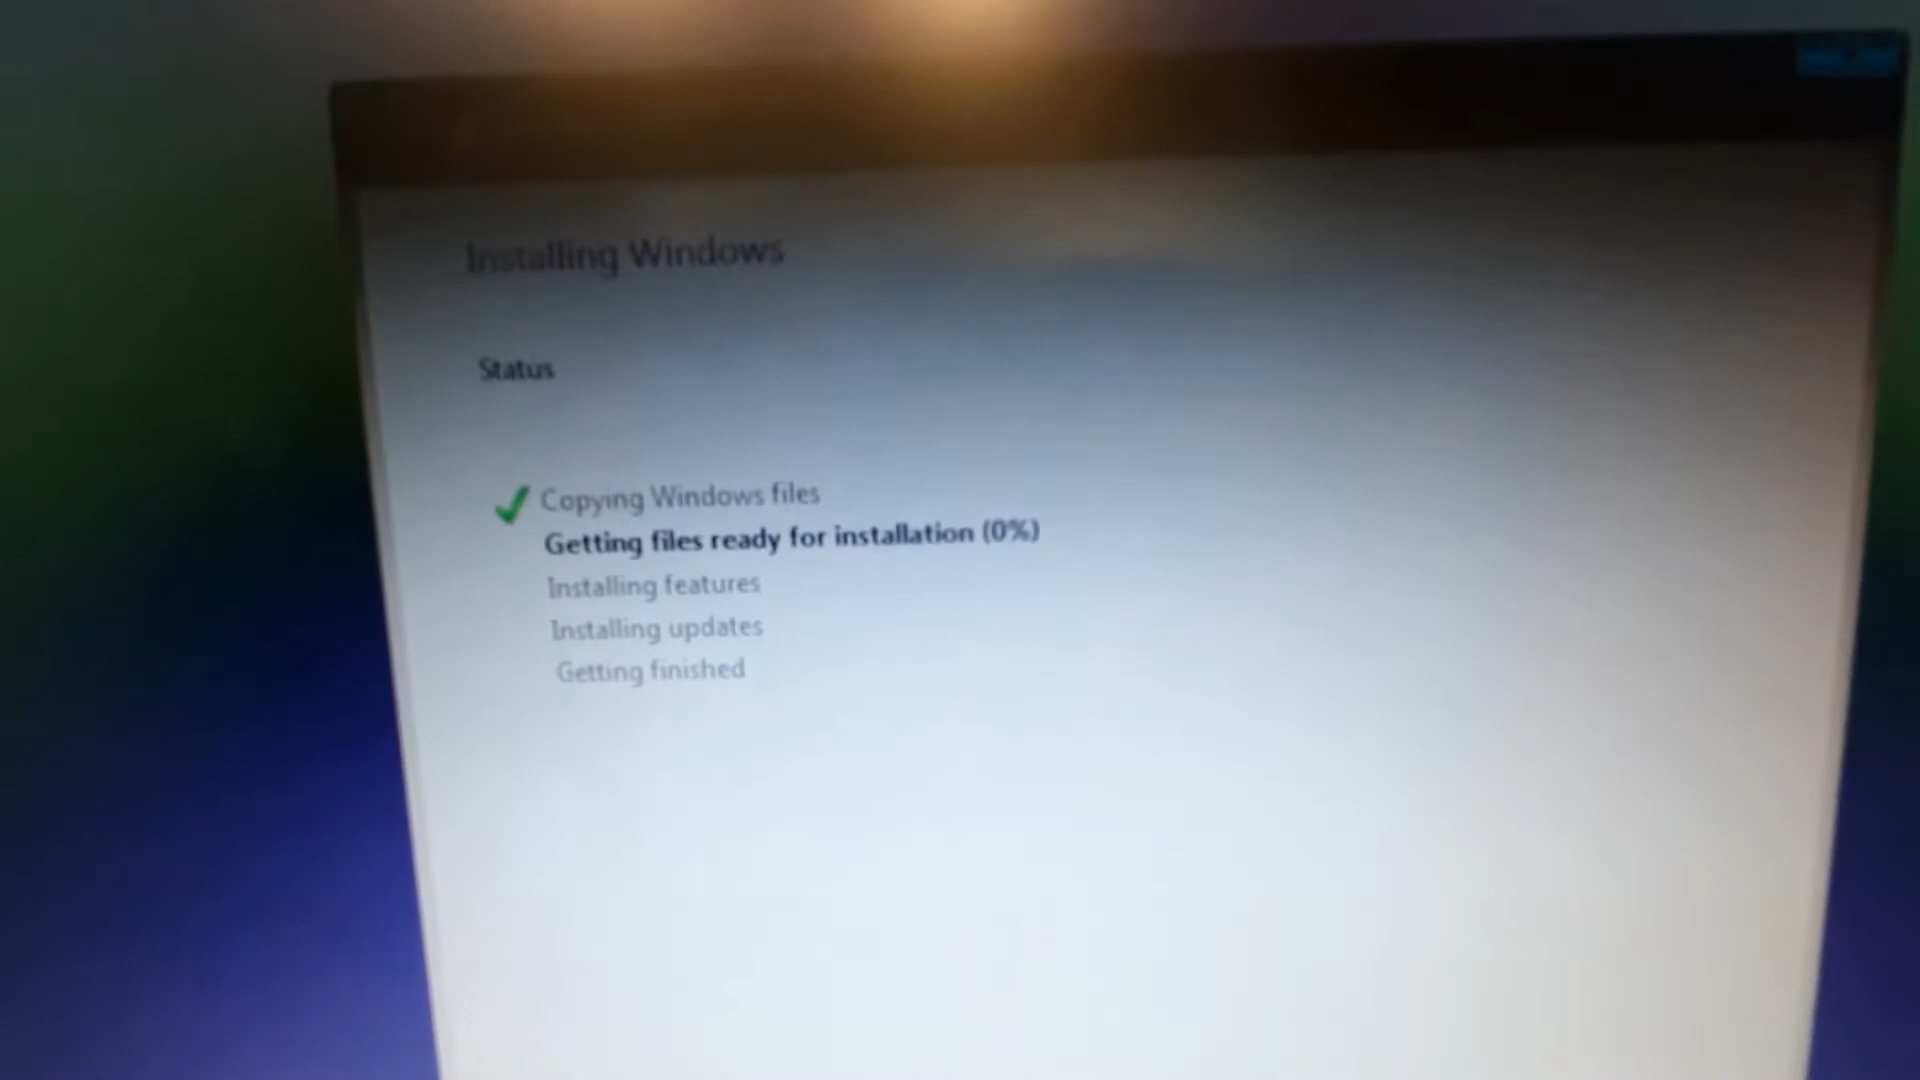 Installing Windows
Status
Copying Windows files
Getting files ready for installation (0%)
Installing features
Installing updates
Getting finished